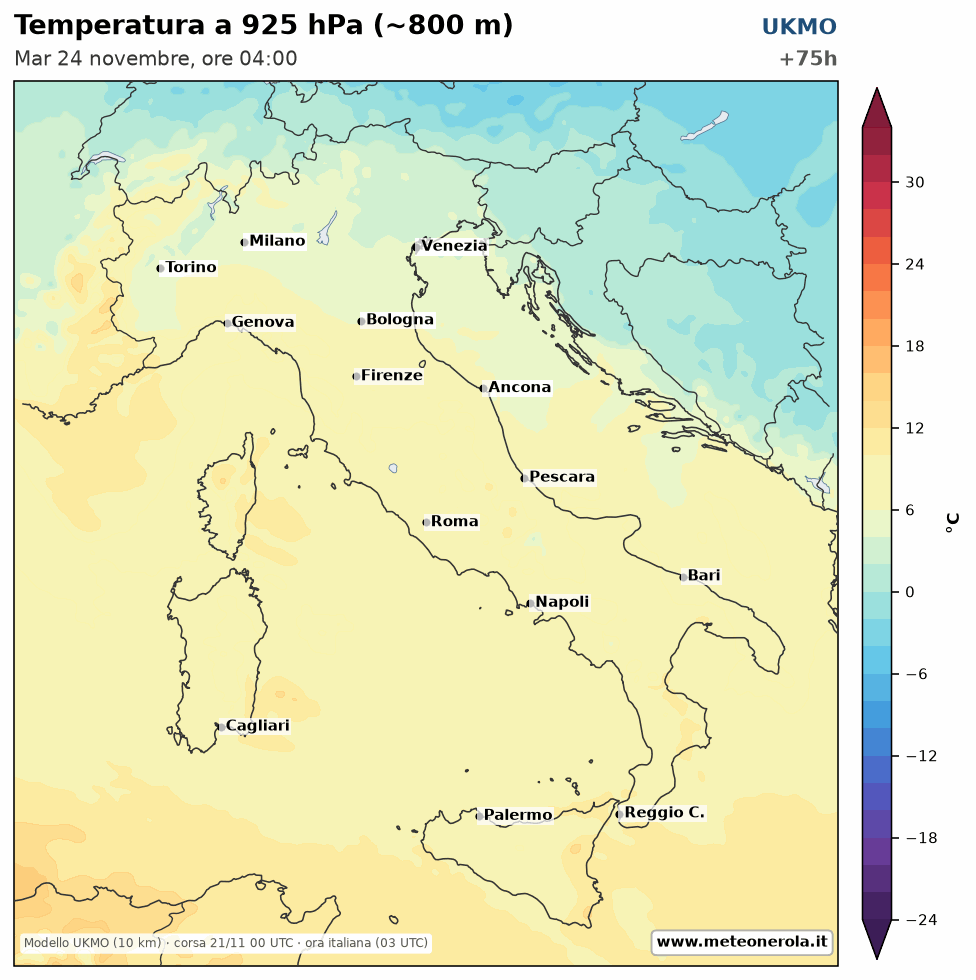 Temperatura a 925 hPa (~800 m)
UKMO
Mar 24 novembre, ore 04:00
+75h
Milano
Venezia
Torino
Genova
Bologna
Firenze
Ancona
Pescara
Roma
Bari
Napoli
Cagliari
Palermo
Reggio C.
30
24
18
12
6
0
−6
−12
−18
−24
°C
Modello UKMO (10 km) · corsa 21/11 00 UTC · ora italiana (03 UTC)
www.meteonerola.it